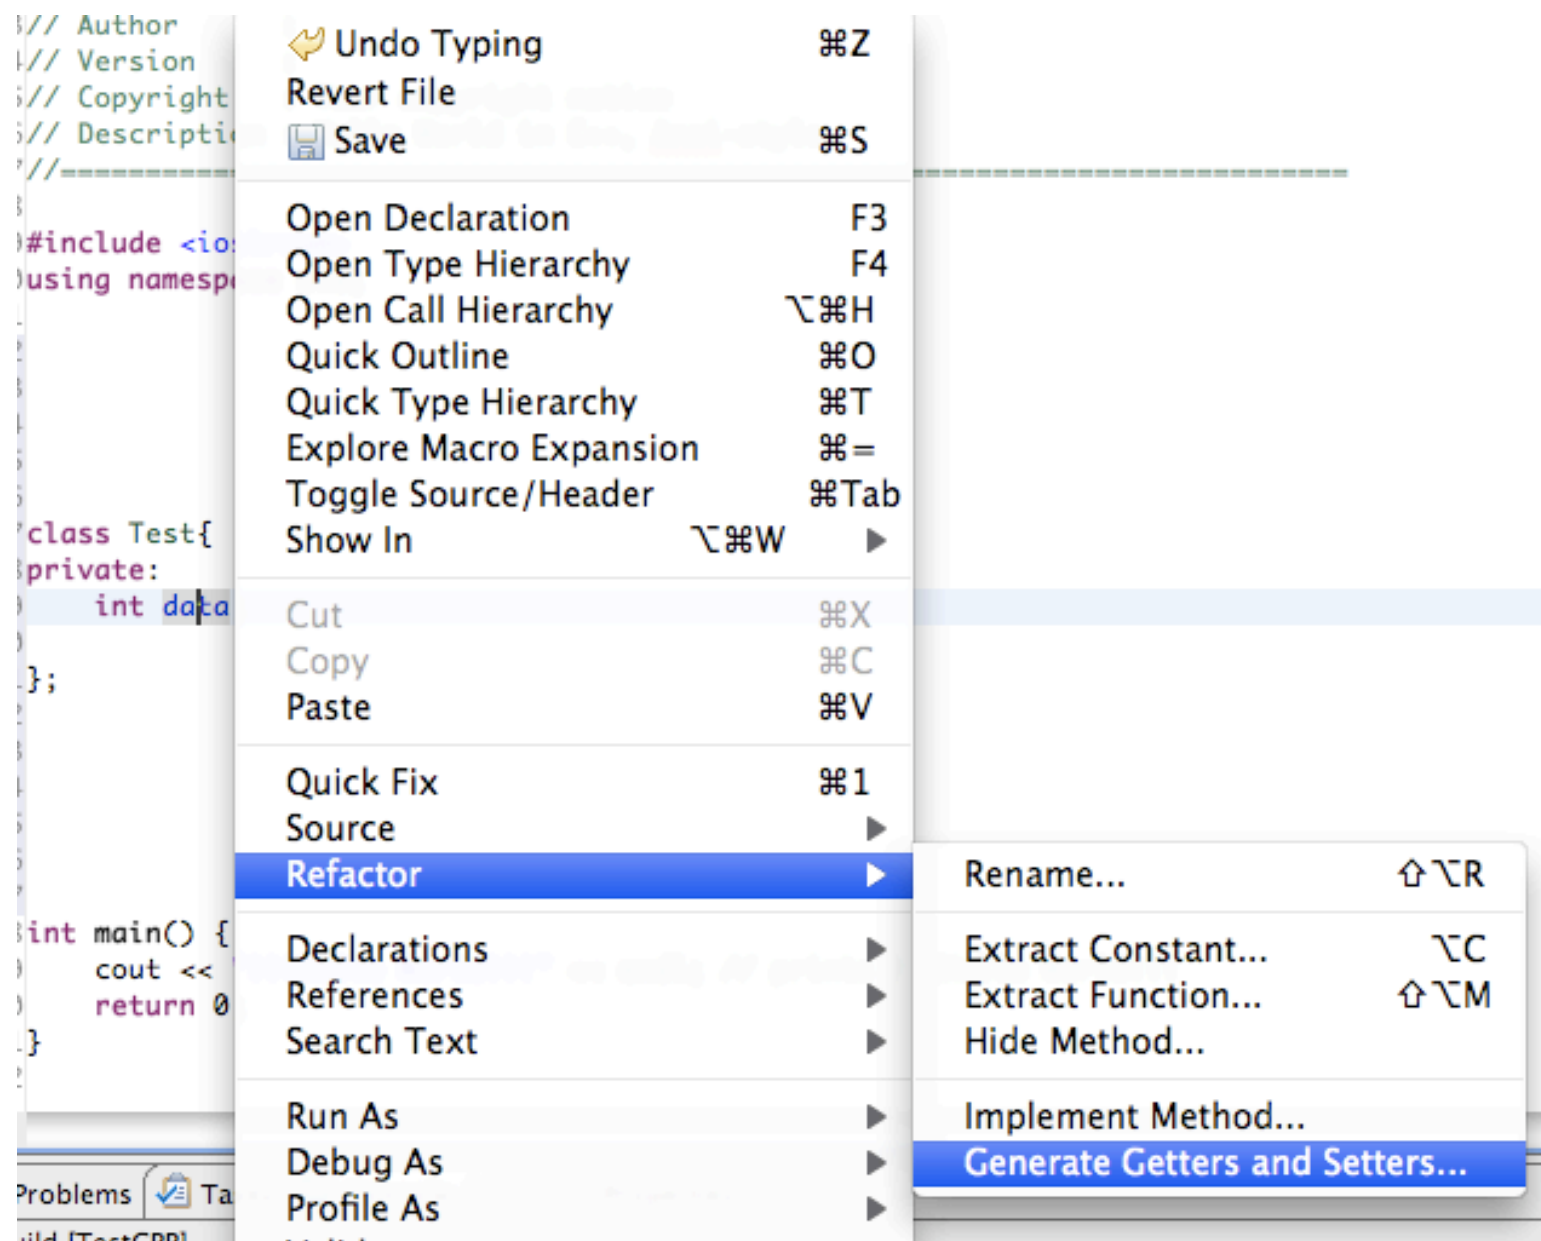 // Author
// Version
// Copyright
// Descripti
//=
#include <io
using namesp
class Test{
private:
int data
};
int main() {
cout <<
return 0
}
Problems Ta
Undo Typing ⌘Z
Revert File
Save ⌘S
Open Declaration F3
Open Type Hierarchy F4
Open Call Hierarchy ⌥⌘H
Quick Outline ⌘O
Quick Type Hierarchy ⌘T
Explore Macro Expansion ⌘=
Toggle Source/Header ⌘Tab
Show In ⌥⌘W
Cut ⌘X
Copy ⌘C
Paste ⌘V
Quick Fix ⌘1
Source
Refactor
Declarations
References
Search Text
Run As
Debug As
Profile As
Rename... ⇧⌥R
Extract Constant... ⌥C
Extract Function... ⇧⌥M
Hide Method...
Implement Method...
Generate Getters and Setters...